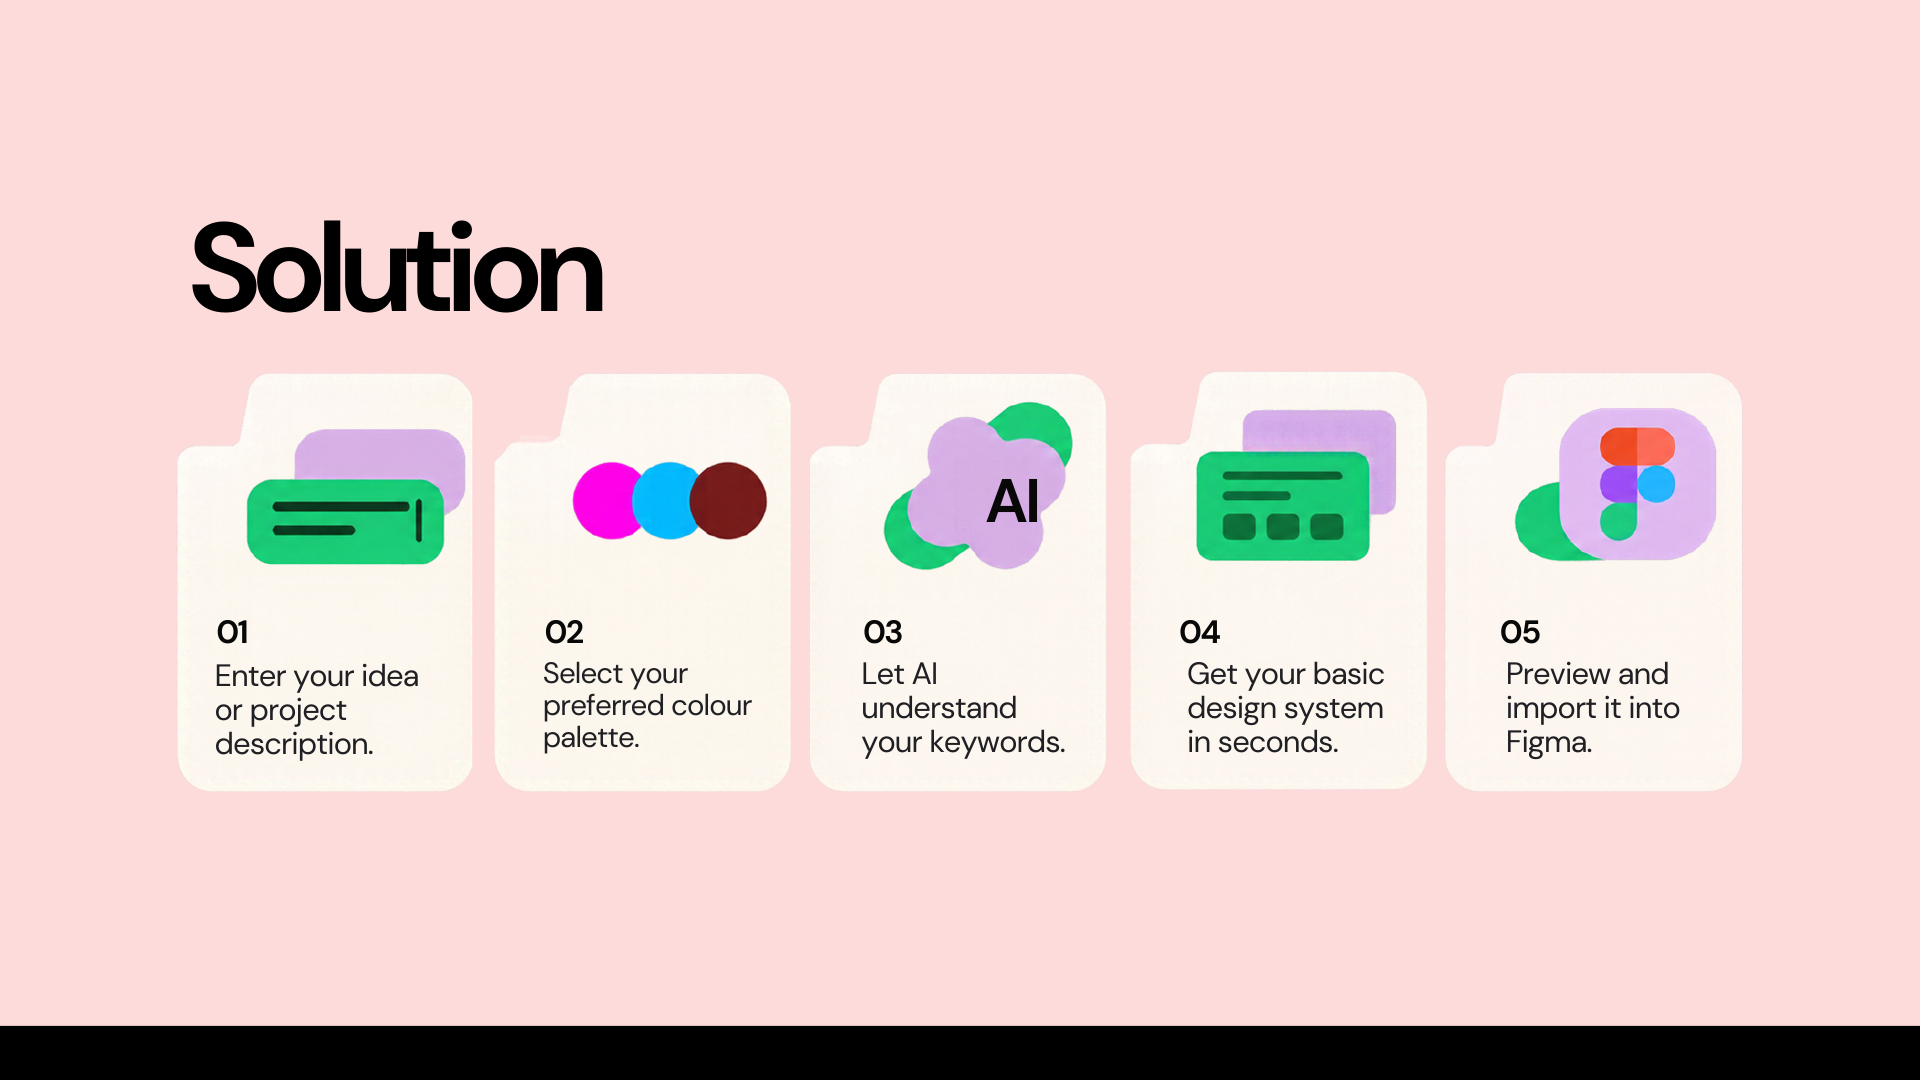 Solution
AI
01
Enter your idea
or project
description.
02
Select your
preferred colour
palette.
03
Let AI
understand
your keywords.
04
Get your basic
design system
in seconds.
05
Preview and
import it into
Figma.